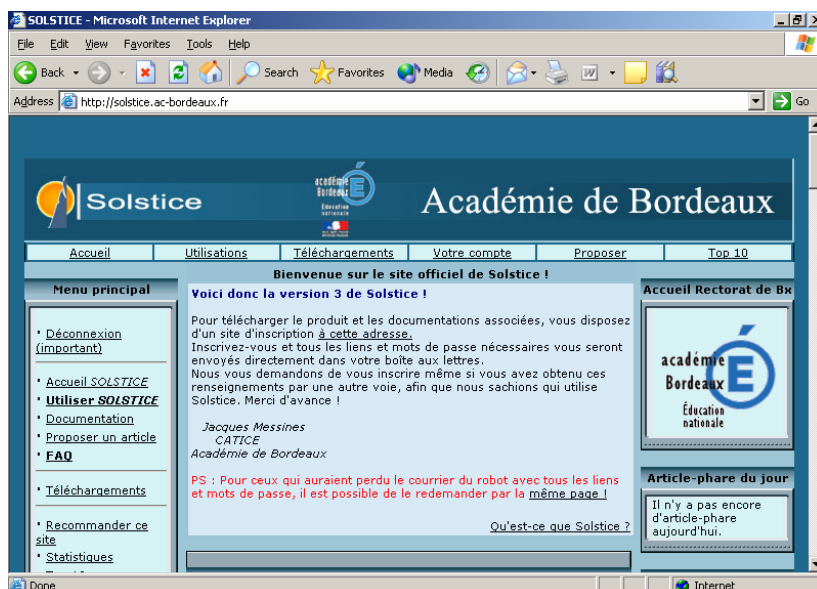 SOLSTICE - Microsoft Internet Explorer
File Edit View Favorites Tools Help
Back Search Favorites Media
Address http://solstice.ac-bordeaux.fr Go
Solstice
académie
Bordeaux
Éducation
nationale
Académie de Bordeaux
Accueil Utilisations Téléchargements Votre compte Proposer Top 10
Bienvenue sur le site officiel de Solstice !
Menu principal
· Déconnexion
(important)
· Accueil SOLSTICE
· Utiliser SOLSTICE
· Documentation
· Proposer un article
· FAQ
· Téléchargements
· Recommander ce
site
· Statistiques
Voici donc la version 3 de Solstice !
Pour télécharger le produit et les documentations associées, vous disposez
d'un site d'inscription à cette adresse.
Inscrivez-vous et tous les liens et mots de passe nécessaires vous seront
envoyés directement dans votre boîte aux lettres.
Nous vous demandons de vous inscrire même si vous avez obtenu ces
renseignements par une autre voie, afin que nous sachions qui utilise
Solstice. Merci d'avance !
Jacques Messines
CATICE
Académie de Bordeaux
PS : Pour ceux qui auraient perdu le courrier du robot avec tous les liens
et mots de passe, il est possible de le redemander par la même page !
Qu'est-ce que Solstice ?
Accueil Rectorat de Bx
académie
Bordeaux
É
Éducation
nationale
Article-phare du jour
Il n'y a pas encore
d'article-phare
aujourd'hui.
Done Internet